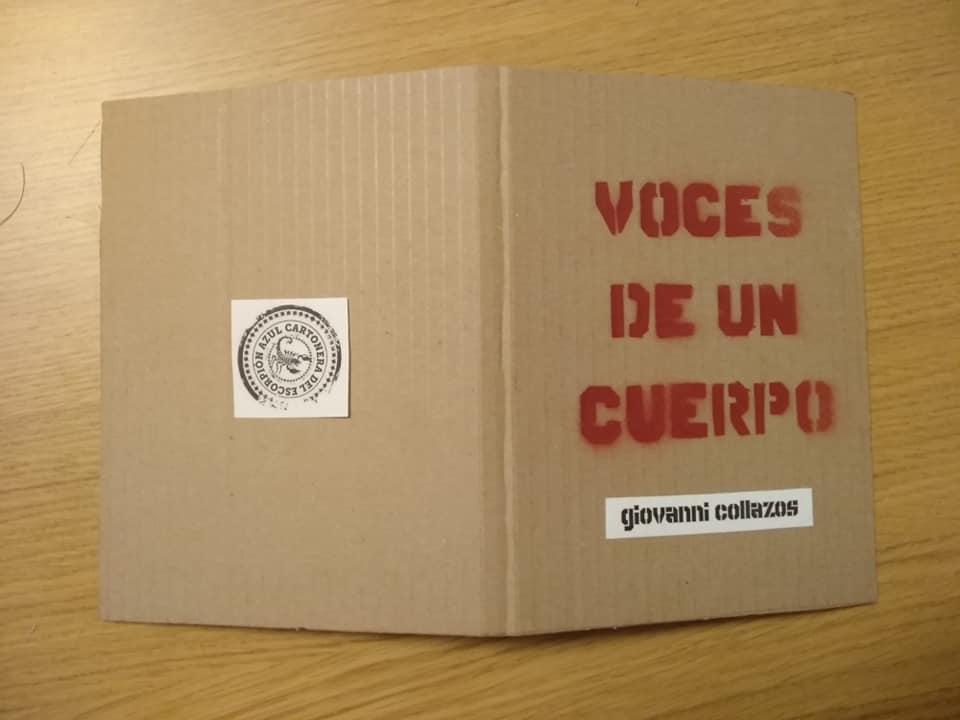 VOCES
DE UN
CUERPO
giovanni collazos
CARTONERA DEL ESCORPIÓN AZUL